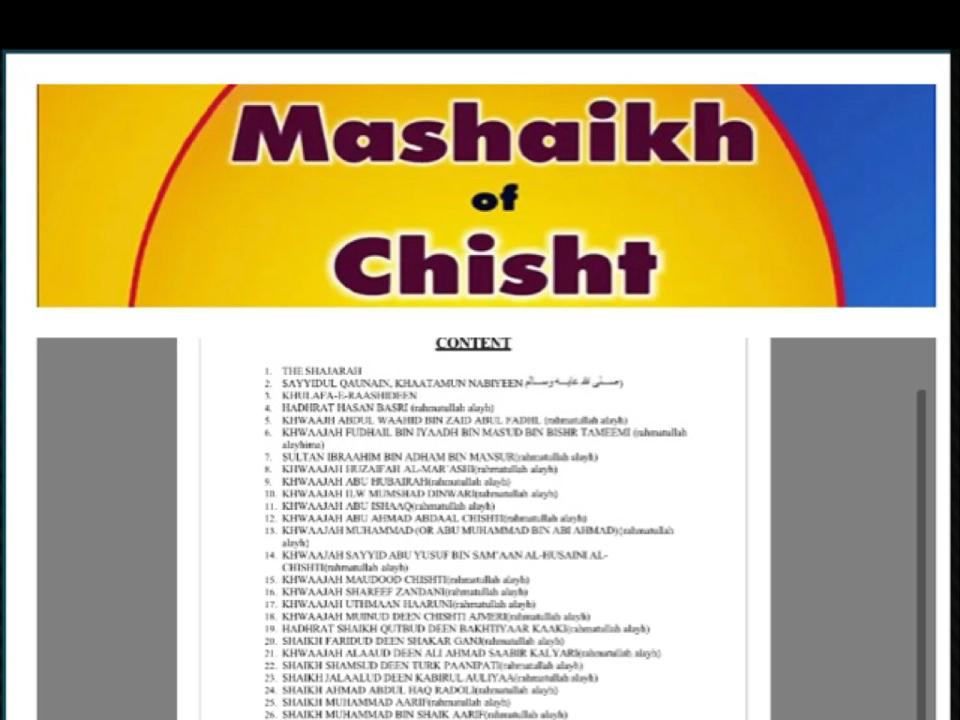 Mashaikh
of
Chisht
CONTENT
1. THE SHAJARAH
2. SAYYIDUL QAUNAIN, KHAATAMUN NABIYEEN صلى الله عليه وسلم)
3. KHULAFA-E-RAASHIDEEN
4. HADHRAT HASAN BASRI (rahmatullah alayh)
5. KHWAAJH ABDUL WAAHID BIN ZAID ABUL FADHL (rahmatullah alayh)
6. KHWAAJAH FUDHAIL BIN IYAADH BIN MAS'UD BIN BISHR TAMEEMI (rahmatullah
alayhima)
7. SULTAN IBRAAHIM BIN ADHAM BIN MANSUR(rahmatullah alayh)
8. KHWAAJAH HUZAIFAH AL-MAR'ASHI(rahmatullah alayh)
9. KHWAAJAH ABU HUBAIRAH(rahmatullah alayh)
10. KHWAAJAH ILW MUMSHAD DINWARI(rahmatullah alayh)
11. KHWAAJAH ABU ISHAAQ(rahmatullah alayh)
12. KHWAAJAH ABU AHMAD ABDAAL CHISHTI(rahmatullah alayh)
13. KHWAAJAH MUHAMMAD (OR ABU MUHAMMAD BIN ABI AHMAD)(rahmatullah
alayh)
14. KHWAAJAH SAYYID ABU YUSUF BIN SAM'AAN AL-HUSAINI AL-
CHISHTI(rahmatullah alayh)
15. KHWAAJAH MAUDOOD CHISHTI(rahmatullah alayh)
16. KHWAAJAH SHAREEF ZANDANI(rahmatullah alayh)
17. KHWAAJAH UTHMAAN HAARUNI(rahmatullah alayh)
18. KHWAAJAH MUINUD DEEN CHISHTI AJMERI(rahmatullah alayh)
19. HADHRAT SHAIKH QUTBUD DEEN BAKHTIYAAR KAAKI(rahmatullah alayh)
20. SHAIKH FARIDUD DEEN SHAKAR GANJ(rahmatullah alayh)
21. KHWAAJAH ALAAUD DEEN ALI AHMAD SAABIR KALYARI(rahmatullah alayh)
22. SHAIKH SHAMSUD DEEN TURK PAANIPATI(rahmatullah alayh)
23. SHAIKH JALAALUD DEEN KABIRUL AULIYAA(rahmatullah alayh)
24. SHAIKH AHMAD ABDUL HAQ RADOLI(rahmatullah alayh)
25. SHAIKH MUHAMMAD AARIF(rahmatullah alayh)
26. SHAIKH MUHAMMAD BIN SHAIK AARIF(rahmatullah alayh)